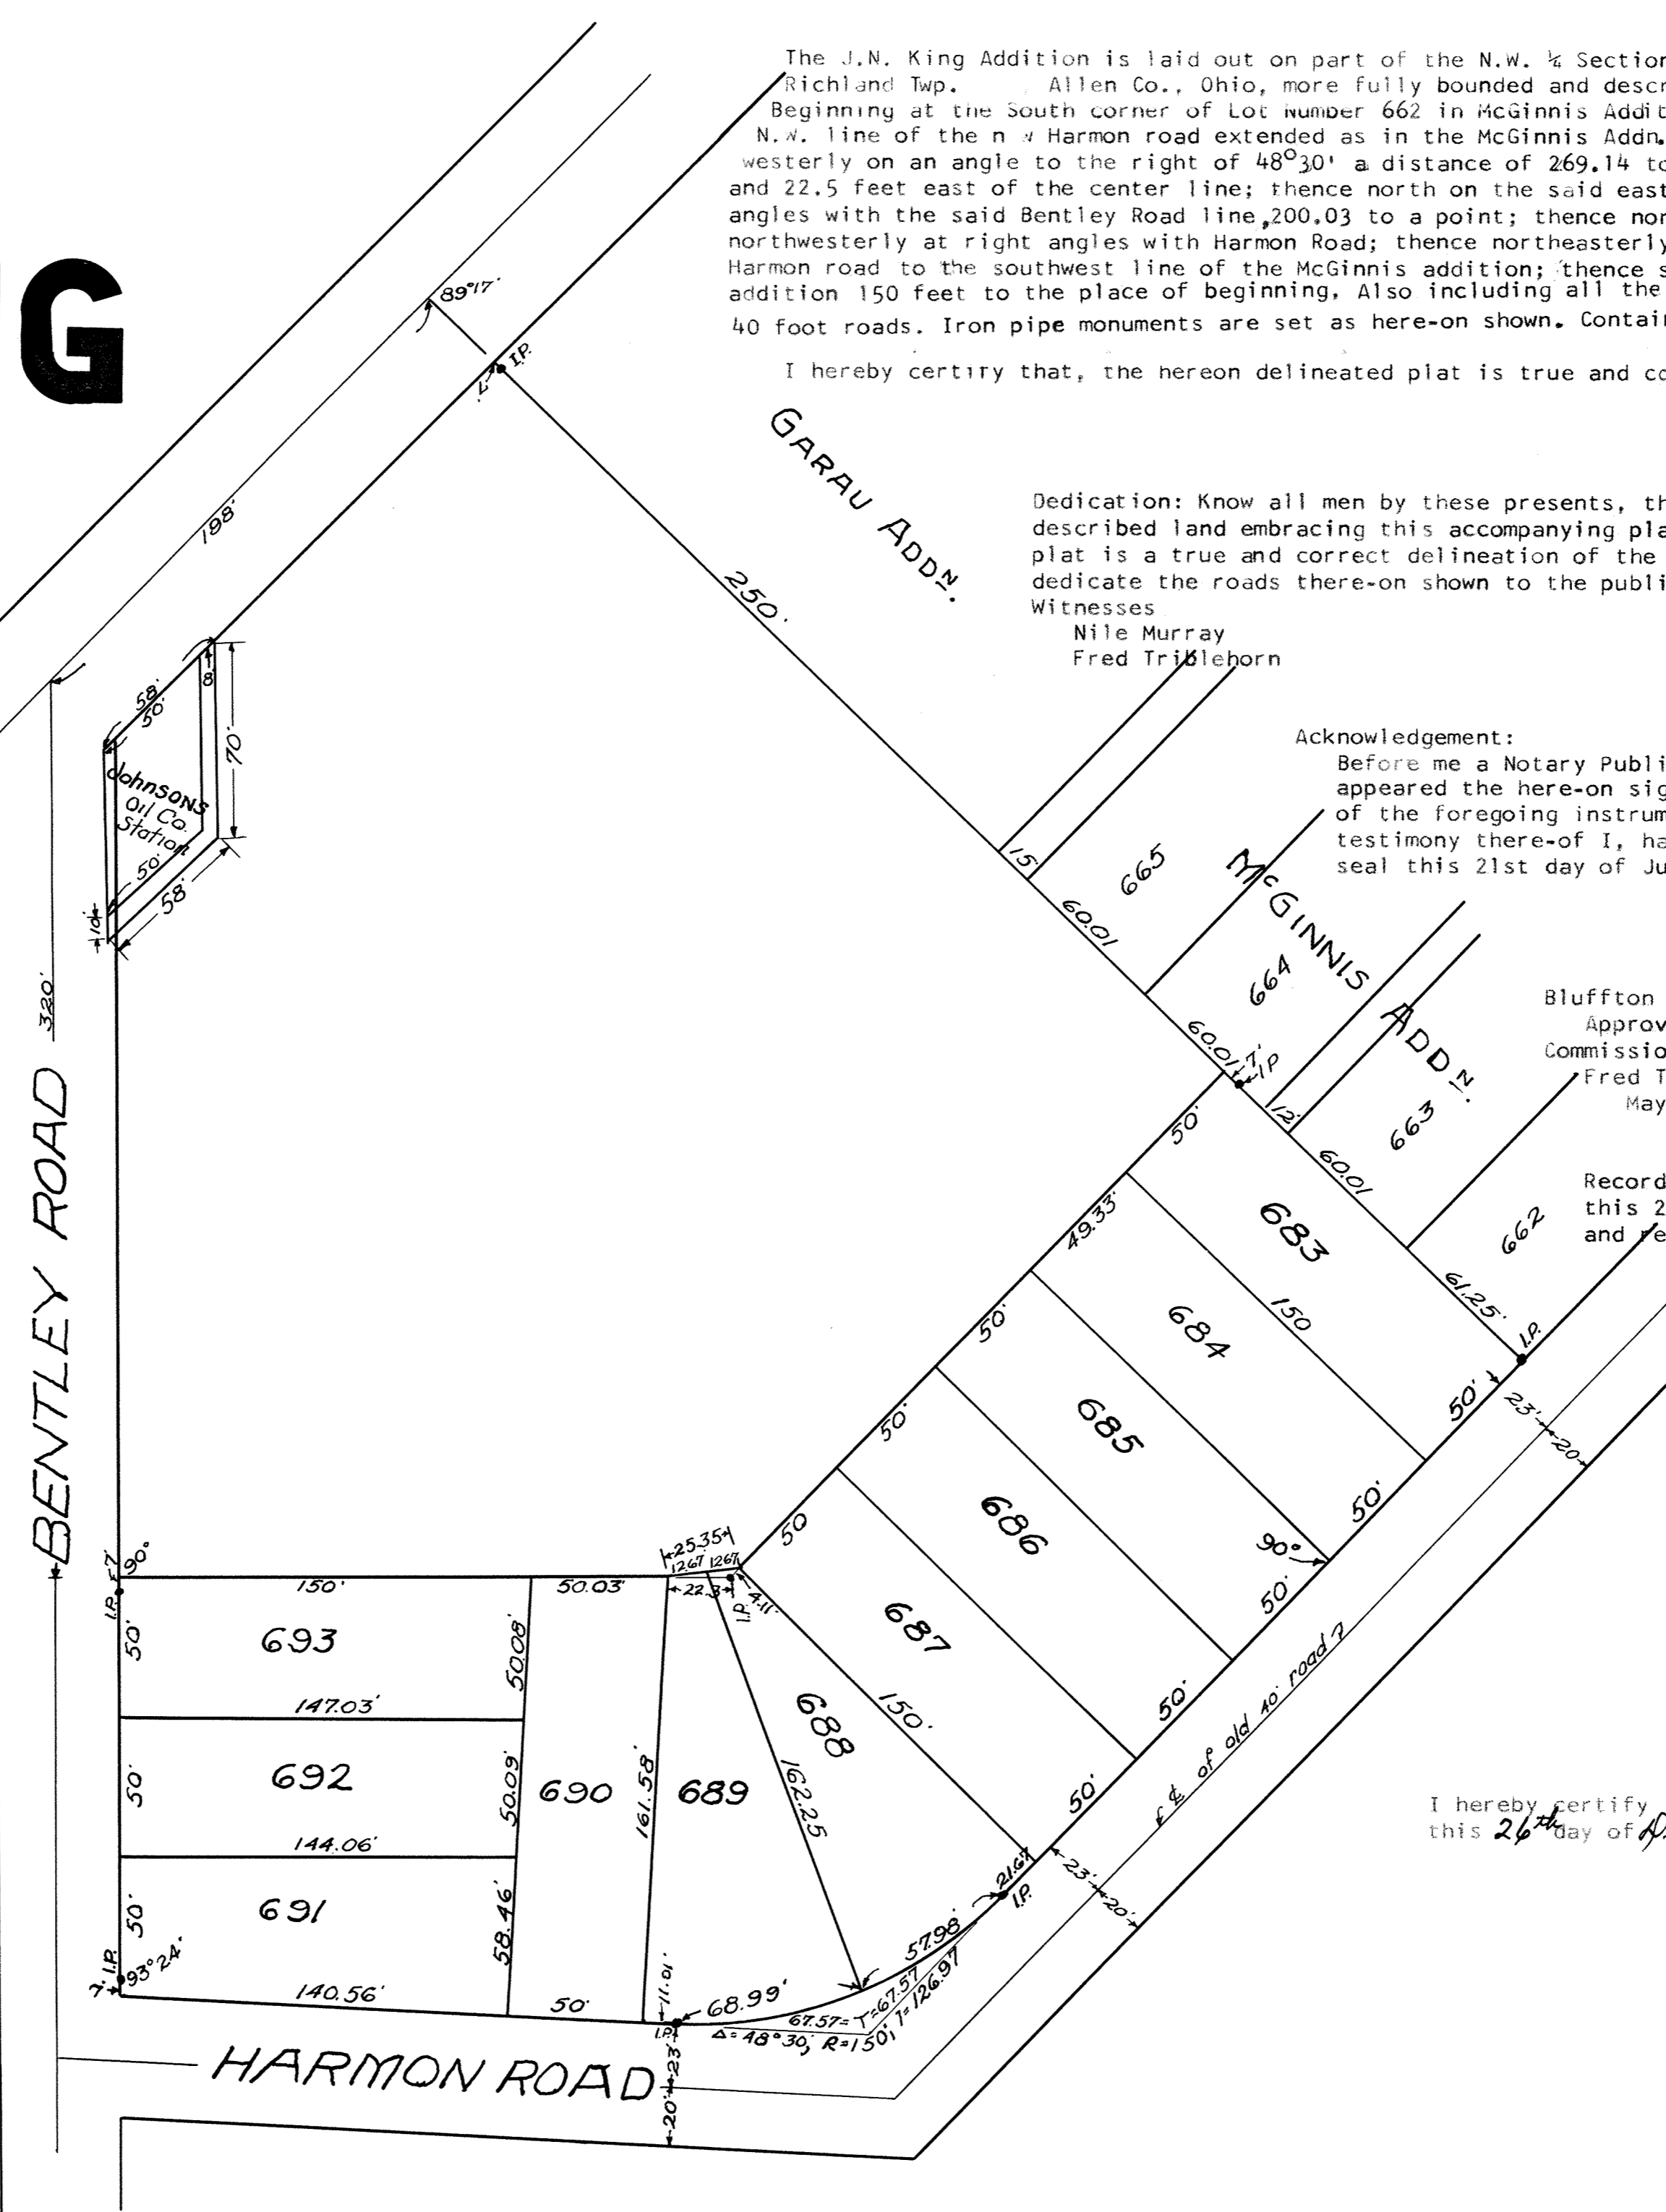 G
The J.N. King Addition is laid out on part of the N.W. ¼ Section
Richland Twp. Allen Co., Ohio, more fully bounded and descr
Beginning at the South corner of Lot Number 662 in McGinnis Addit
N.W. line of the n w Harmon road extended as in the McGinnis Addn.
westerly on an angle to the right of 48°30' a distance of 269.14 to
and 22.5 feet east of the center line; thence north on the said east
angles with the said Bentley Road line,200.03 to a point; thence nor
northwesterly at right angles with Harmon Road; thence northeasterly
Harmon road to the southwest line of the McGinnis addition; thence s
addition 150 feet to the place of beginning, Also including all the
40 foot roads. Iron pipe monuments are set as here-on shown. Contain
I hereby certify that, the hereon delineated plat is true and co
89°17'
I.P.
7'
198'
GARAU ADDN.
250'
Dedication: Know all men by these presents, th
described land embracing this accompanying pla
plat is a true and correct delineation of the
dedicate the roads there-on shown to the publi
Witnesses
Nile Murray
Fred Triblehorn
58'
50'
8'
70'
Johnsons
Oil Co.
Station
50'
58'
10'
Acknowledgement:
Before me a Notary Publi
appeared the here-on sig
of the foregoing instrum
testimony there-of I, ha
seal this 21st day of Ju
15'
665
60.01
McGINNIS ADDN.
664
60.01
7'
I.P.
12'
663
60.01
662
61.25'
I.P.
Bluffton
Approv
Commissio
Fred T
May
Record
this 2
and re
320'
BENTLEY ROAD
50'
683
49.33'
150
684
50'
50'
685
23'
20'
50'
50'
686
90°
50'
50
687
50'
150'
50'
℄ of old 40' road
7'
90°
I.P.
150'
50.03'
25.35
12.67 12.67
22.3
I.P.
4.11'
693
50'
50.08'
147.03'
692
50'
50.09'
690
161.58'
689
162.25
688
144.06'
691
50'
58.46'
21.67
I.P.
23'
20'
I hereby certify
this 26th day of
I.P.
7'
93°24'
140.56'
50'
11.01'
68.99'
57.98'
I.P.
67.57=T=67.57
Δ=48°30', R=150', l=126.97
HARMON ROAD
23'
20'